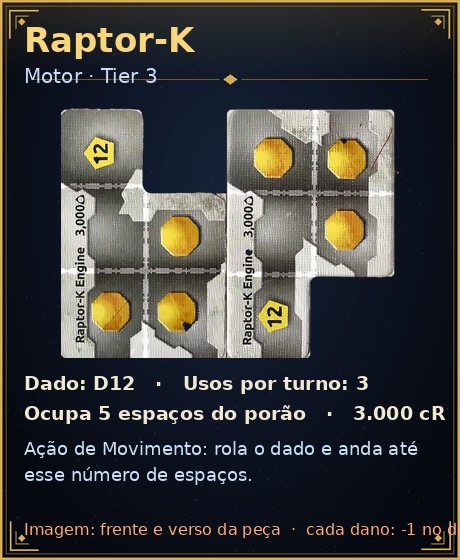 Raptor-K
Motor · Tier 3
12
Raptor-K Engine 3,000
Raptor-K Engine 3,000
12
Dado: D12 · Usos por turno: 3
Ocupa 5 espaços do porão · 3.000 cR
Ação de Movimento: rola o dado e anda até
esse número de espaços.
Imagem: frente e verso da peça · cada dano: -1 no d